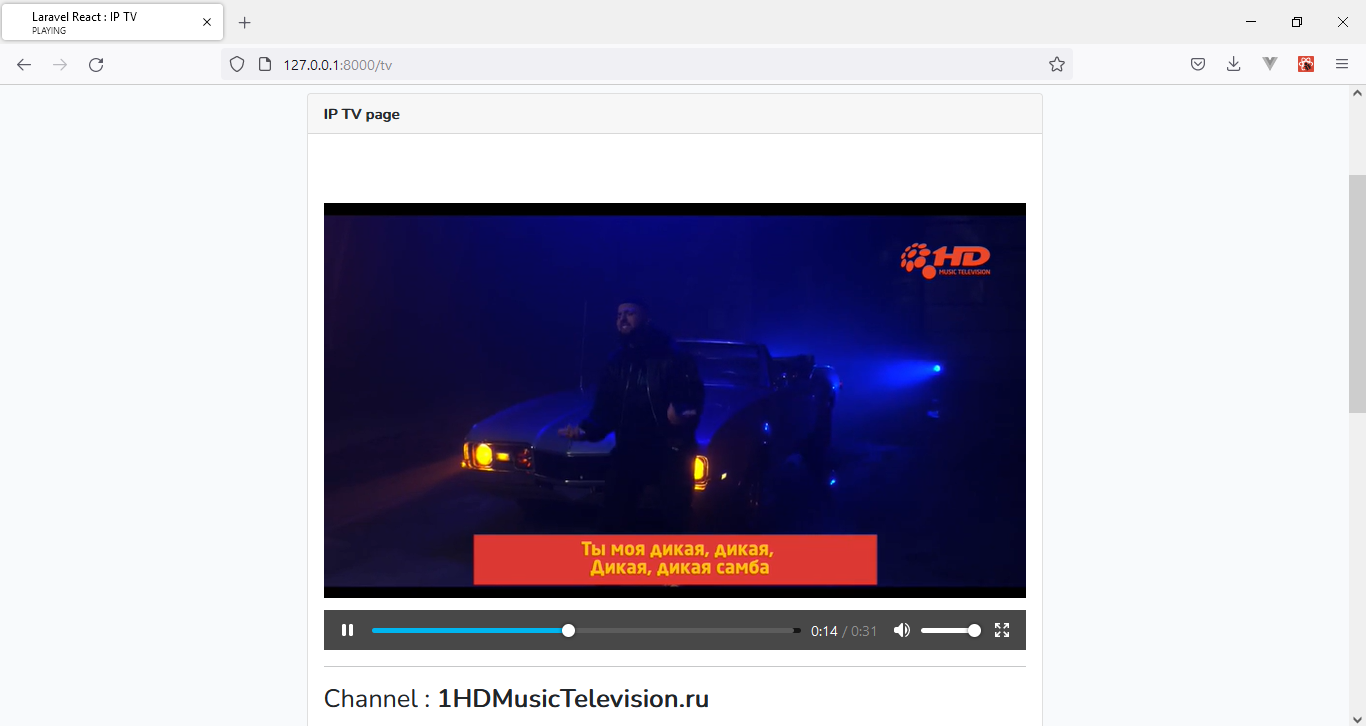 Laravel React : IP TV
PLAYING
127.0.0.1:8000/tv
IP TV page
1HD
MUSIC TELEVISION
Ты моя дикая, дикая,
Дикая, дикая самба
0:14 / 0:31
Channel : 1HDMusicTelevision.ru